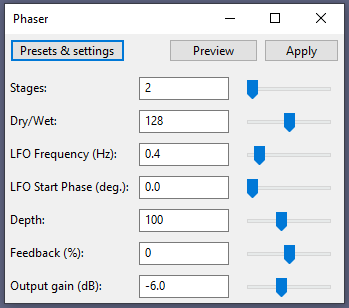 Phaser
Presets & settings Preview Apply
Stages: 2
Dry/Wet: 128
LFO Frequency (Hz): 0.4
LFO Start Phase (deg.): 0.0
Depth: 100
Feedback (%): 0
Output gain (dB): -6.0